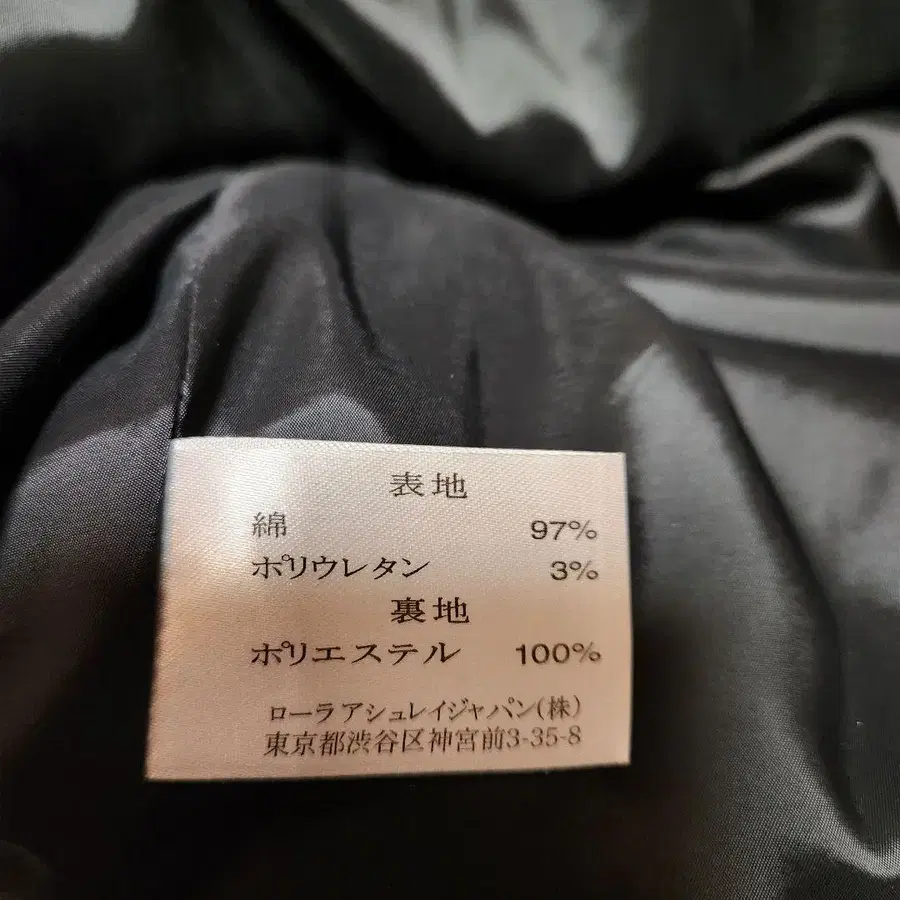 表地
綿 97%
ポリウレタン 3%
裏地
ポリエステル 100%
ローラアシュレイジャパン(株)
東京都渋谷区神宮前3-35-8